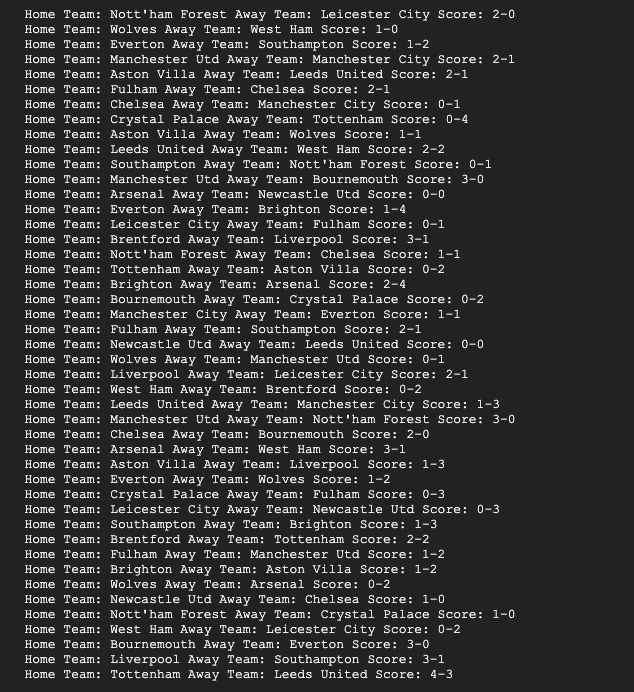 Home Team: Nott'ham Forest Away Team: Leicester City Score: 2-0
Home Team: Wolves Away Team: West Ham Score: 1-0
Home Team: Everton Away Team: Southampton Score: 1-2
Home Team: Manchester Utd Away Team: Manchester City Score: 2-1
Home Team: Aston Villa Away Team: Leeds United Score: 2-1
Home Team: Fulham Away Team: Chelsea Score: 2-1
Home Team: Chelsea Away Team: Manchester City Score: 0-1
Home Team: Crystal Palace Away Team: Tottenham Score: 0-4
Home Team: Aston Villa Away Team: Wolves Score: 1-1
Home Team: Leeds United Away Team: West Ham Score: 2-2
Home Team: Southampton Away Team: Nott'ham Forest Score: 0-1
Home Team: Manchester Utd Away Team: Bournemouth Score: 3-0
Home Team: Arsenal Away Team: Newcastle Utd Score: 0-0
Home Team: Everton Away Team: Brighton Score: 1-4
Home Team: Leicester City Away Team: Fulham Score: 0-1
Home Team: Brentford Away Team: Liverpool Score: 3-1
Home Team: Nott'ham Forest Away Team: Chelsea Score: 1-1
Home Team: Tottenham Away Team: Aston Villa Score: 0-2
Home Team: Brighton Away Team: Arsenal Score: 2-4
Home Team: Bournemouth Away Team: Crystal Palace Score: 0-2
Home Team: Manchester City Away Team: Everton Score: 1-1
Home Team: Fulham Away Team: Southampton Score: 2-1
Home Team: Newcastle Utd Away Team: Leeds United Score: 0-0
Home Team: Wolves Away Team: Manchester Utd Score: 0-1
Home Team: Liverpool Away Team: Leicester City Score: 2-1
Home Team: West Ham Away Team: Brentford Score: 0-2
Home Team: Leeds United Away Team: Manchester City Score: 1-3
Home Team: Manchester Utd Away Team: Nott'ham Forest Score: 3-0
Home Team: Chelsea Away Team: Bournemouth Score: 2-0
Home Team: Arsenal Away Team: West Ham Score: 3-1
Home Team: Aston Villa Away Team: Liverpool Score: 1-3
Home Team: Everton Away Team: Wolves Score: 1-2
Home Team: Crystal Palace Away Team: Fulham Score: 0-3
Home Team: Leicester City Away Team: Newcastle Utd Score: 0-3
Home Team: Southampton Away Team: Brighton Score: 1-3
Home Team: Brentford Away Team: Tottenham Score: 2-2
Home Team: Fulham Away Team: Manchester Utd Score: 1-2
Home Team: Brighton Away Team: Aston Villa Score: 1-2
Home Team: Wolves Away Team: Arsenal Score: 0-2
Home Team: Newcastle Utd Away Team: Chelsea Score: 1-0
Home Team: Nott'ham Forest Away Team: Crystal Palace Score: 1-0
Home Team: West Ham Away Team: Leicester City Score: 0-2
Home Team: Bournemouth Away Team: Everton Score: 3-0
Home Team: Liverpool Away Team: Southampton Score: 3-1
Home Team: Tottenham Away Team: Leeds United Score: 4-3